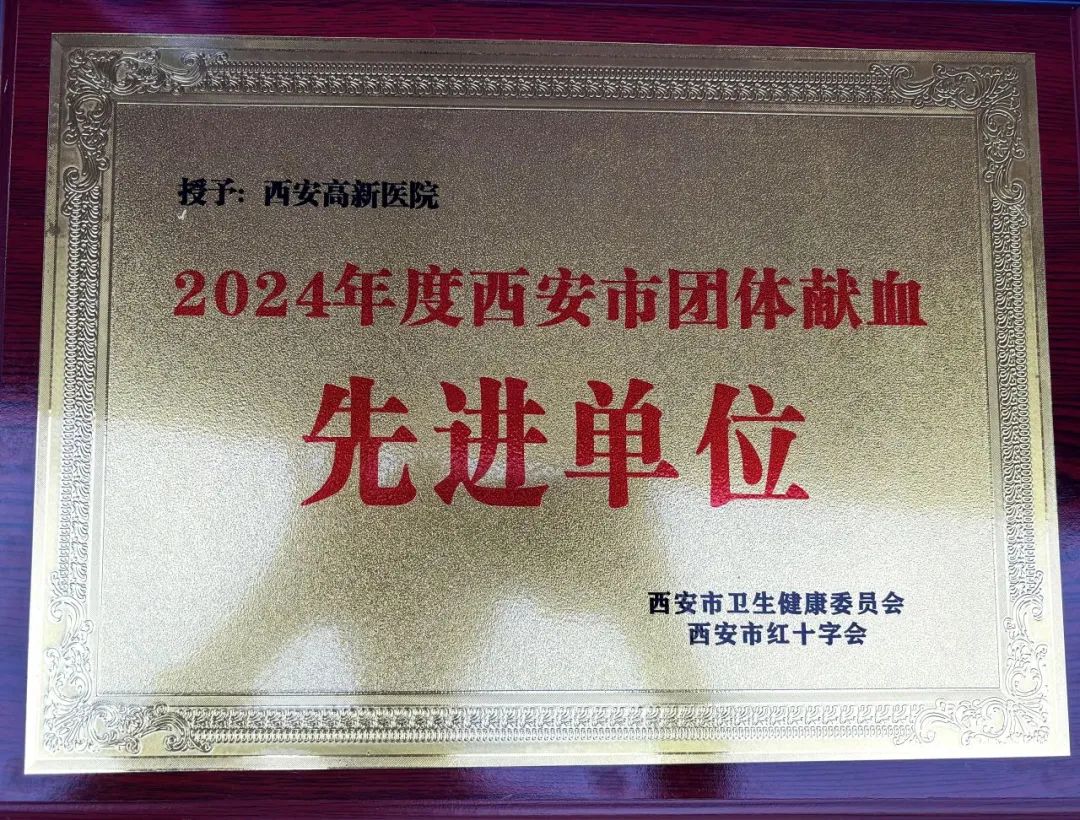 授予：西安高新医院
2024年度西安市团体献血
先进单位
西安市卫生健康委员会
西安市红十字会